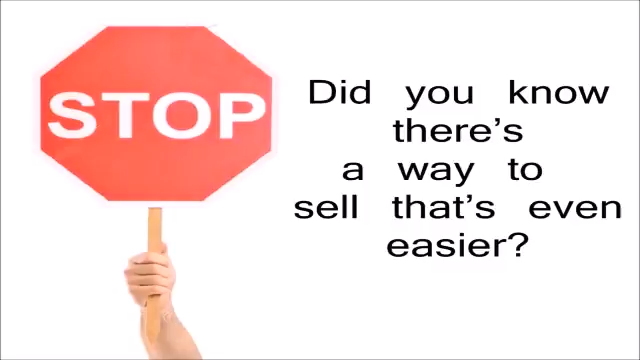 STOP
Did you know
there's
a way to
sell that's even
easier?